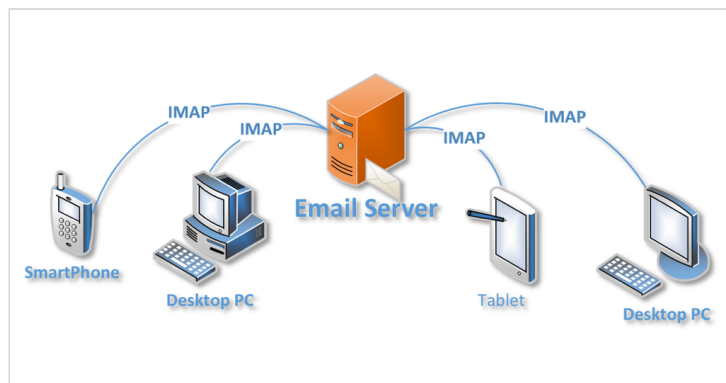 IMAP
IMAP
IMAP
IMAP
Email Server
SmartPhone
Desktop PC
Tablet
Desktop PC